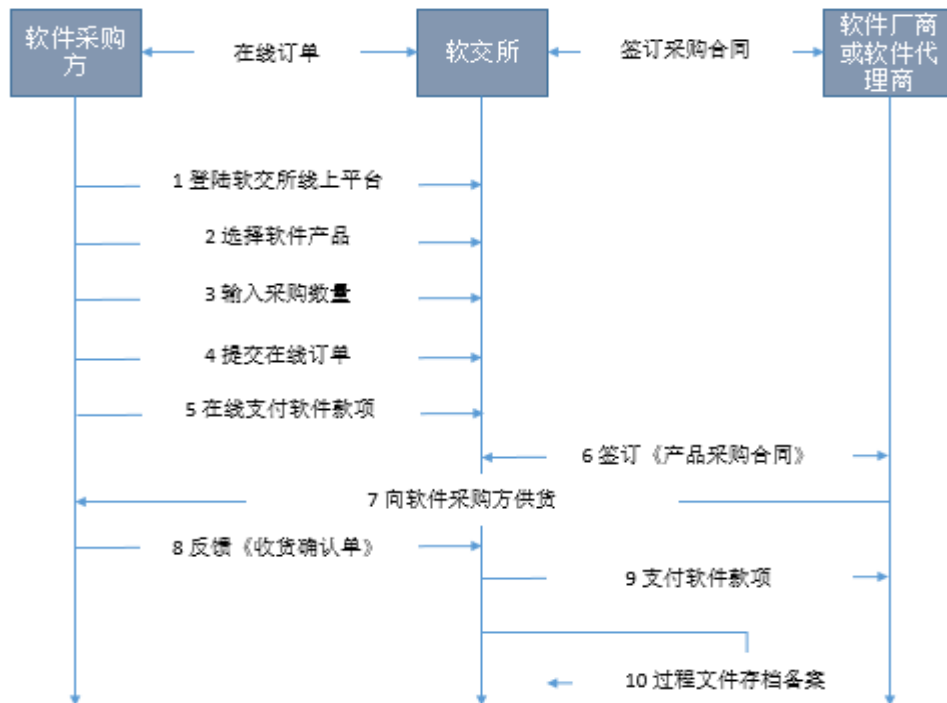 软件采购
方
在线订单
软交所
签订采购合同
软件厂商
或软件代
理商
1 登陆软交所线上平台
2 选择软件产品
3 输入采购数量
4 提交在线订单
5 在线支付软件款项
6 签订《产品采购合同》
7 向软件采购方供货
8 反馈《收货确认单》
9 支付软件款项
10 过程文件存档备案